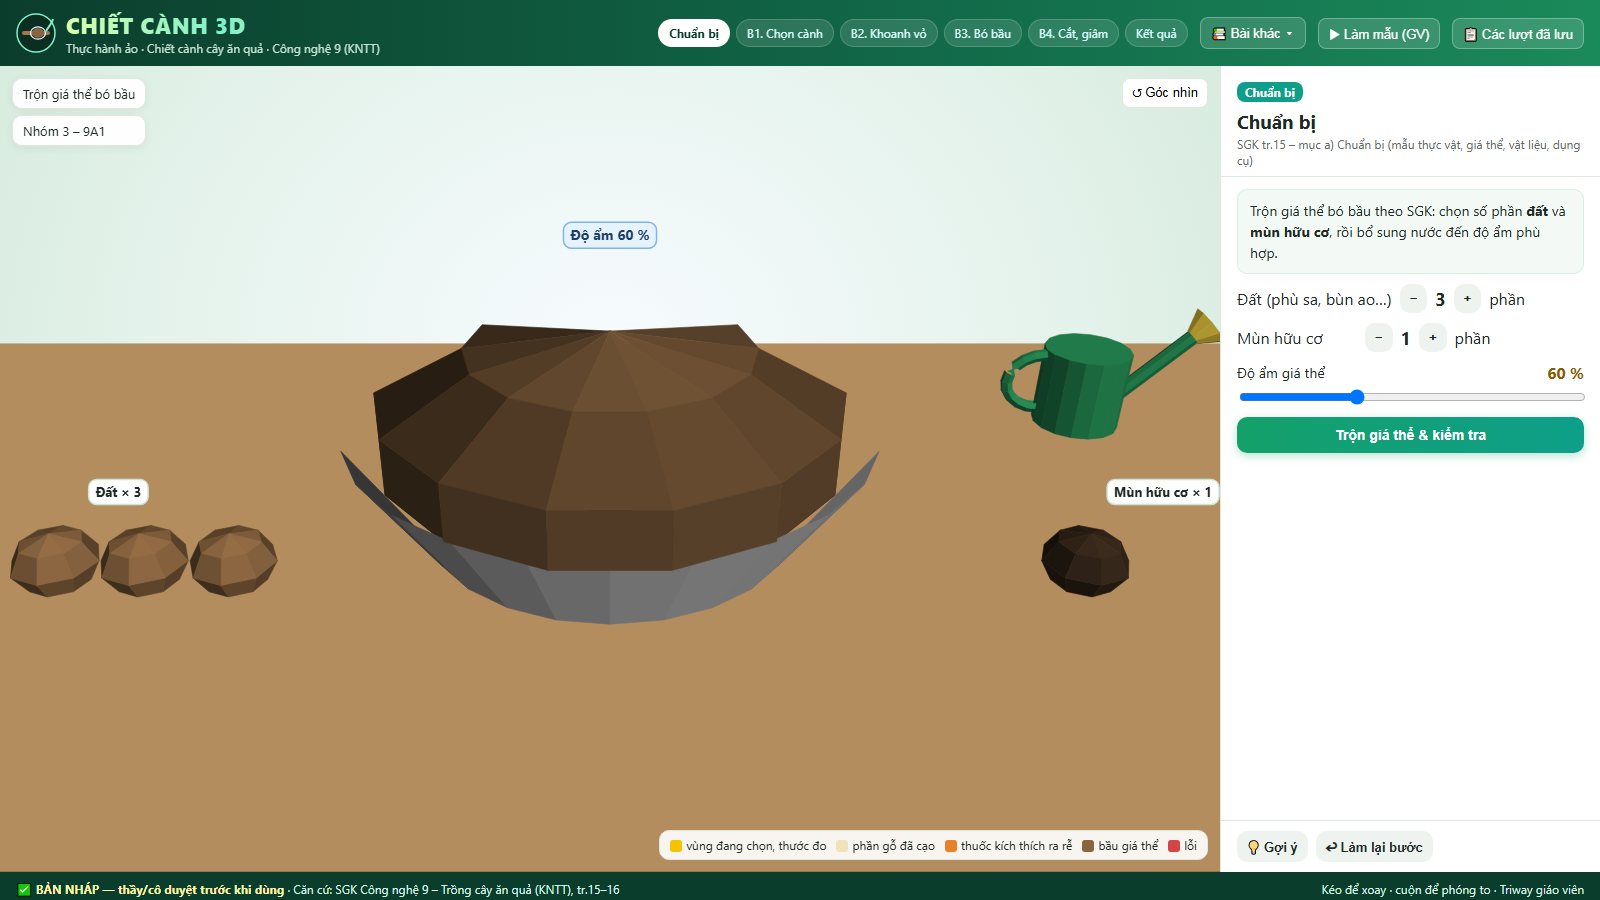 CHIẾT CÀNH 3D
Thực hành ảo · Chiết cành cây ăn quả · Công nghệ 9 (KNTT)
Chuẩn bị
B1. Chọn cành
B2. Khoanh vỏ
B3. Bó bầu
B4. Cắt, giâm
Kết quả
Bài khác
Làm mẫu (GV)
Các lượt đã lưu
Trộn giá thể bó bầu
Nhóm 3 – 9A1
Góc nhìn
Độ ẩm 60 %
Đất × 3
Mùn hữu cơ × 1
vùng đang chọn, thước đo
phần gỗ đã cạo
thuốc kích thích ra rễ
bầu giá thể
lỗi
Chuẩn bị
Chuẩn bị
SGK tr.15 – mục a) Chuẩn bị (mẫu thực vật, giá thể, vật liệu, dụng
cụ)
Trộn giá thể bó bầu theo SGK: chọn số phần đất và
mùn hữu cơ, rồi bổ sung nước đến độ ẩm phù
hợp.
Đất (phù sa, bùn ao...) − 3 + phần
Mùn hữu cơ − 1 + phần
Độ ẩm giá thể 60 %
Trộn giá thể & kiểm tra
Gợi ý
Làm lại bước
BẢN NHÁP — thầy/cô duyệt trước khi dùng · Căn cứ: SGK Công nghệ 9 – Trồng cây ăn quả (KNTT), tr.15–16
Kéo để xoay · cuộn để phóng to · Triway giáo viên